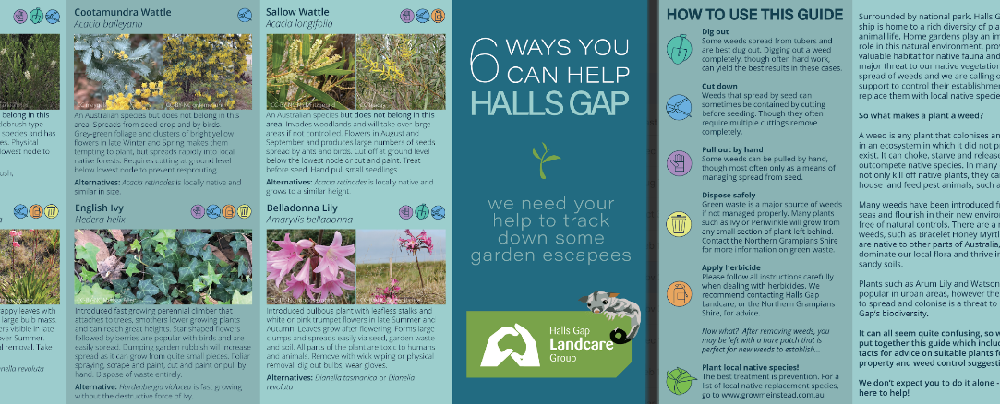 belong in this
lebrush type
species and has
es. Physical
lowest node to
ush,
appy leaves with
large bulb mass.
ers visible in late
over Summer.
al removal. Take
anella revoluta
Cootamundra Wattle
Acacia baileyana
An Australian species but does not belong in this
area. Spreads from seed drop and by birds.
Grey-green foliage and clusters of bright yellow
flowers in late Winter and Spring makes them
tempting to plant, but spreads rapidly into local
native forests. Requires cutting at ground level
below lowest node to prevent resprouting.
Alternatives: Acacia retinodes is locally native and
similar in size.
English Ivy
Hedera helix
Introduced fast growing perennial climber that
attaches to trees, smothers lower growing plants
and can reach great heights. Star shaped flowers
followed by berries are popular with birds and are
easily spread. Dumping garden rubbish will increase
spread as it can grow from quite small pieces. Foliar
spraying, scrape and paint, cut and paint or pull by
hand. Dispose of waste entirely.
Alternative: Hardenbergia violacea is fast growing
without the destructive force of Ivy.
Sallow Wattle
Acacia longifolia
An Australian species but does not belong in this
area. Invades woodlands and will take over large
areas if not controlled. Flowers in August and
September and produces large numbers of seeds
spread by ants and birds. Cut off at ground level
below the lowest node or cut and paint. Treat
before seed. Hand pull small seedlings.
Alternatives: Acacia retinodes is locally native and
grows to a similar height.
Belladonna Lily
Amaryllis belladonna
Introduced bulbous plant with leafless stalks and
white or pink trumpet flowers in late Summer and
Autumn. Leaves grow after flowering. Forms large
clumps and spreads easily via seed, garden waste
and soil. All parts of the plant are toxic to humans
and animals. Remove with wick wiping or physical
removal, dig out bulbs, wear gloves.
Alternatives: Dianella tasmanica or Dianella
revoluta
6 WAYS YOU
CAN HELP
HALLS GAP
we need your
help to track
down some
garden escapees
Halls Gap
Landcare
Group
HOW TO USE THIS GUIDE
Dig out
Some weeds spread from tubers and
are best dug out. Digging out a weed
completely, though often hard work,
can yield the best results in these cases.
Cut down
Weeds that spread by seed can
sometimes be contained by cutting
before seeding. Though they often
require multiple cuttings remove
completely.
Pull out by hand
Some weeds can be pulled by hand,
though most often only as a means of
managing spread from seed.
Dispose safely
Green waste is a major source of weeds
if not managed properly. Many plants
such as Ivy or Periwinkle will grow from
any small section of plant left behind.
Contact the Northern Grampians Shire
for more information on green waste.
Apply herbicide
Please follow all instructions carefully
when dealing with herbicides. We
recommend contacting Halls Gap
Landcare, or the Northern Grampians
Shire, for advice.
Now what? After removing weeds, you
may be left with a bare patch that is
perfect for new weeds to establish...
Plant local native species!
The best treatment is prevention. For a
list of local native replacement species,
go to www.growmeinstead.com.au
Surrounded by national park, Halls G
ship is home to a rich diversity of pla
animal life. Home gardens play an im
role in this natural environment, pro
valuable habitat for native fauna and
major threat to our native vegetation
spread of weeds and we are calling o
support to control their establishmen
replace them with local native specie
So what makes a plant a weed?
A weed is any plant that colonises an
in an ecosystem in which it did not p
exist. It can choke, starve and release
outcompete native species. In many
not only kill off native plants, they ca
house and feed pest animals, such a
Many weeds have been introduced fr
seas and flourish in their new environ
free of natural controls. There are a n
weeds, such as Bracelet Honey Myrtl
are native to other parts of Australia,
dominate our local flora and thrive in
sandy soils.
Plants such as Arum Lily and Watson
popular in urban areas, however the
to spread and colonise is a threat to
Gap's biodiversity.
It can all seem quite confusing, so w
put together this guide which includ
tacts for advice on suitable plants fo
property and weed control suggesti
We don't expect you to do it alone -
here to help!